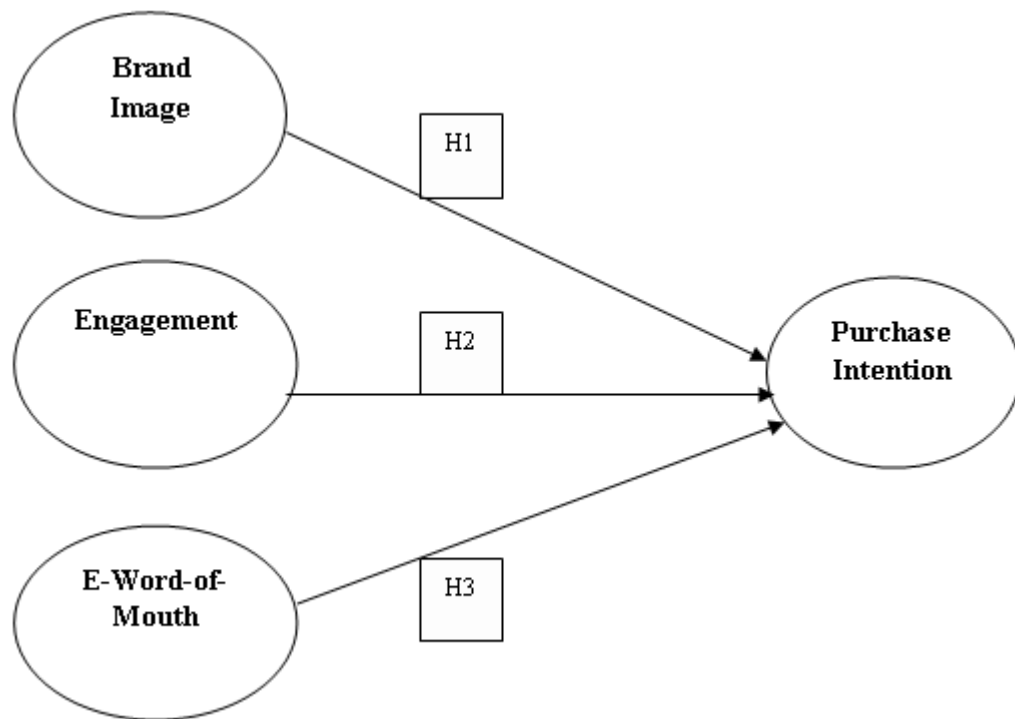 Brand
Image
H1
Engagement
H2
Purchase
Intention
E-Word-of-
Mouth
H3